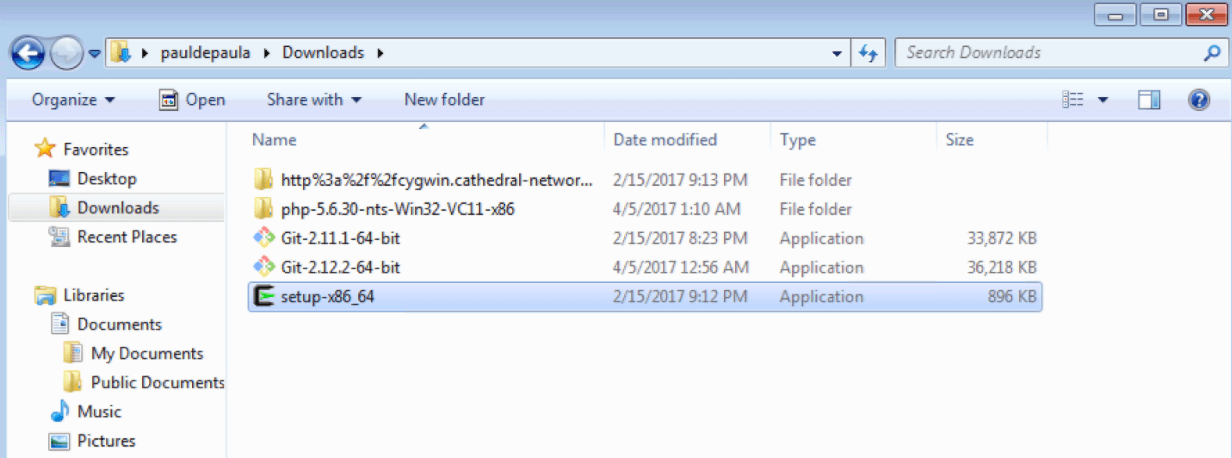 pauldepaula Downloads Search Downloads
Organize Open Share with New folder
Name Date modified Type Size
Favorites
Desktop
Downloads
Recent Places
Libraries
Documents
My Documents
Public Documents
Music
Pictures
http%3a%2f%2fcygwin.cathedral-networ... 2/15/2017 9:13 PM File folder
php-5.6.30-nts-Win32-VC11-x86 4/5/2017 1:10 AM File folder
Git-2.11.1-64-bit 2/15/2017 8:23 PM Application 33,872 KB
Git-2.12.2-64-bit 4/5/2017 12:56 AM Application 36,218 KB
setup-x86_64 2/15/2017 9:12 PM Application 896 KB